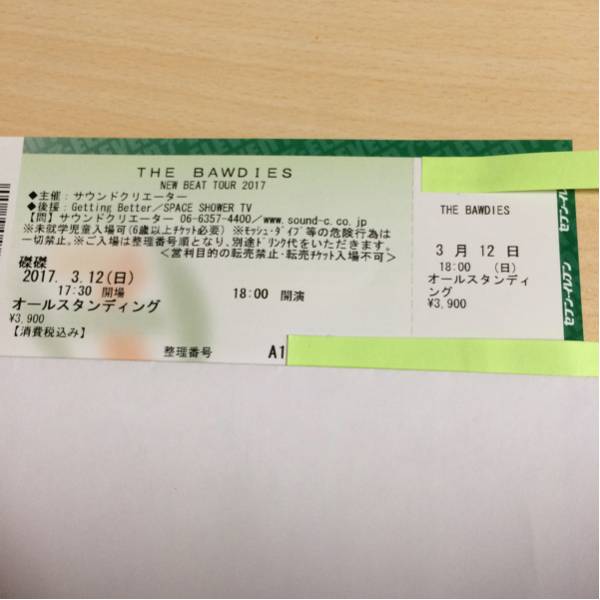 THE BAWDIES
NEW BEAT TOUR 2017
◆主催：サウンドクリエーター
◆後援：Getting Better／SPACE SHOWER TV
【問】サウンドクリエーター 06-6357-4400／www.sound-c.co.jp
※未就学児童入場可(6歳以上チケット必要) ※モッシュ・ダイブ等の危険行為は
一切禁止。※ご入場は整理番号順となり、別途ドリンク代をいただきます。
＜営利目的の転売禁止・転売チケット入場不可＞
磔磔
2017. 3.12(日)
17:30 開場 18:00 開演
オールスタンディング
¥3,900
【消費税込み】
整理番号 A1
THE BAWDIES
3月12日
18:00 (日)
オールスタンディ
ング
¥3,900